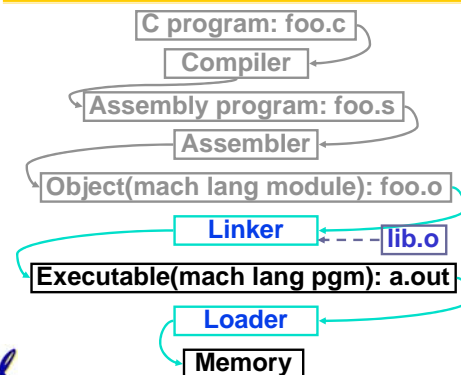 C program: foo.c
Compiler
Assembly program: foo.s
Assembler
Object(mach lang module): foo.o
Linker
lib.o
Executable(mach lang pgm): a.out
Loader
Memory